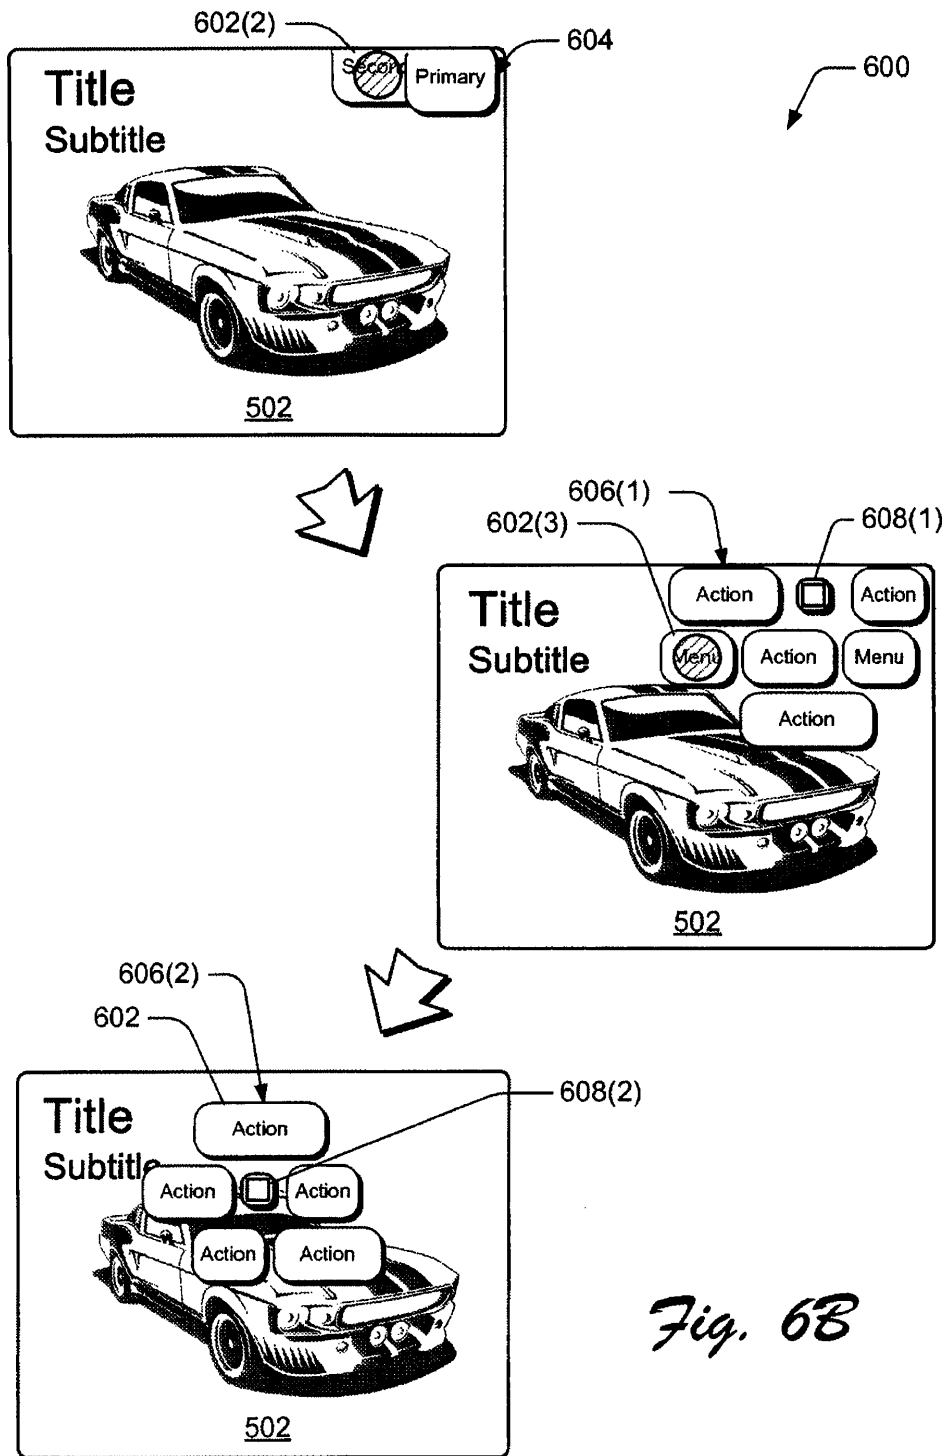 602(2)
604
600
Title
Subtitle
Primary
502
606(1)
602(3)
608(1)
Title
Subtitle
Action
Action
Menu
Action
Menu
Action
502
606(2)
602
608(2)
Title
Subtitle
Action
Action
Action
Action
Action
502
Fig. 6B